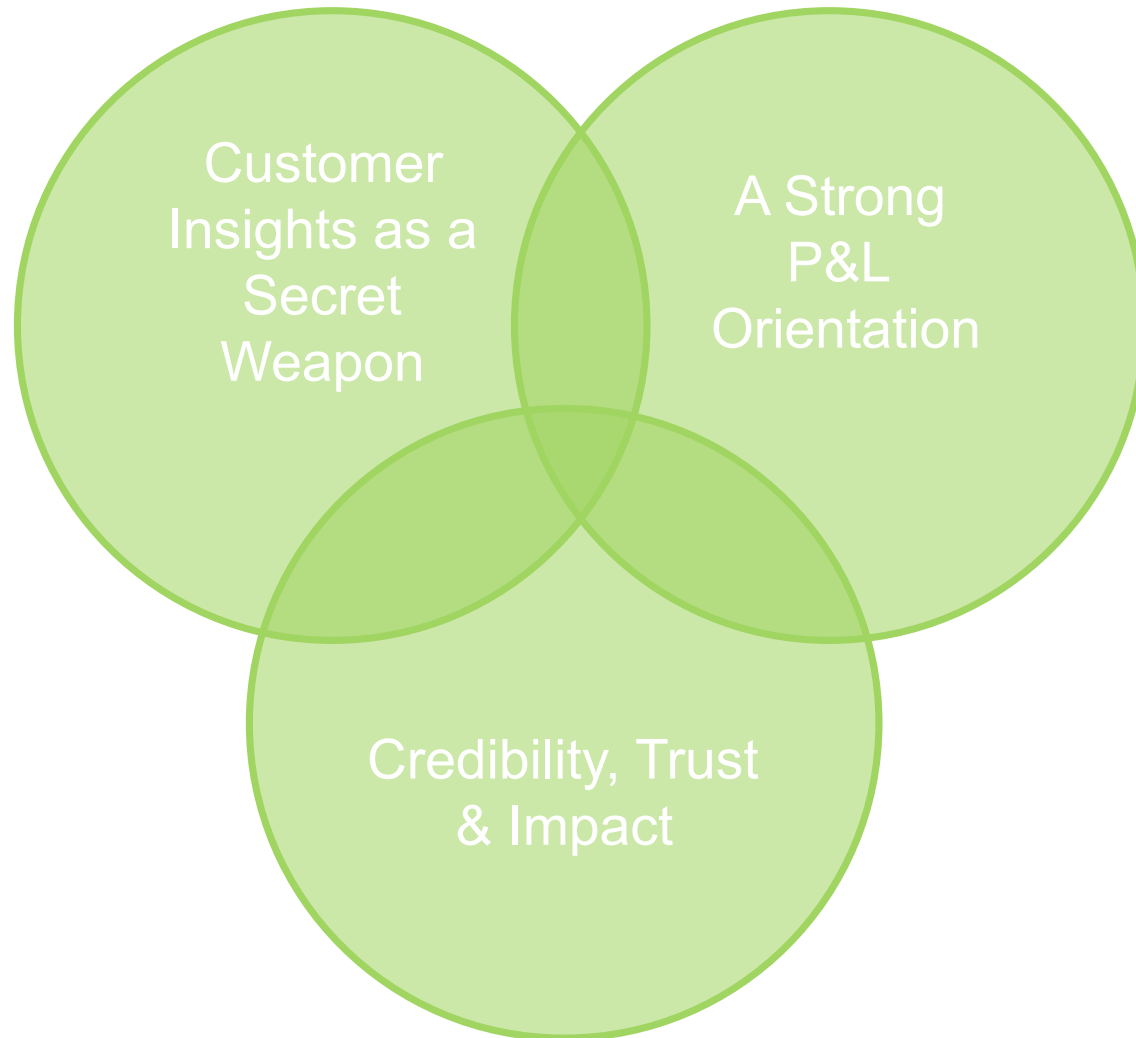 Customer
Insights as a
Secret
Weapon
A Strong
P&L
Orientation
Credibility, Trust
& Impact